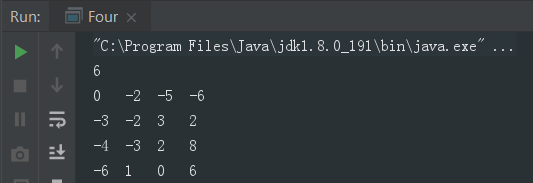 Run: Four ×
"C:\Program Files\Java\jdk1.8.0_191\bin\java.exe" ...
6
0 -2 -5 -6
-3 -2 3 2
-4 -3 2 8
-6 1 0 6